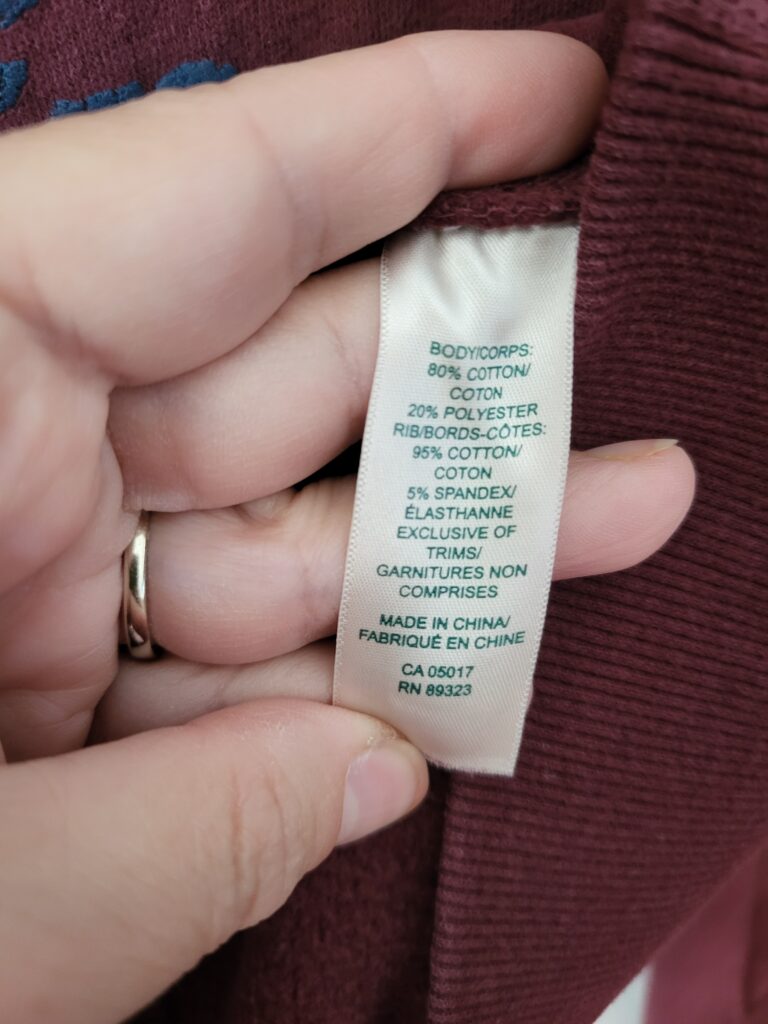 BODY/CORPS:
80% COTTON/
COTON
20% POLYESTER
RIB/BORDS-CÔTES:
95% COTTON/
COTON
5% SPANDEX/
ÉLASTHANNE
EXCLUSIVE OF
TRIMS/
GARNITURES NON
COMPRISES
MADE IN CHINA/
FABRIQUÉ EN CHINE
CA 05017
RN 89323